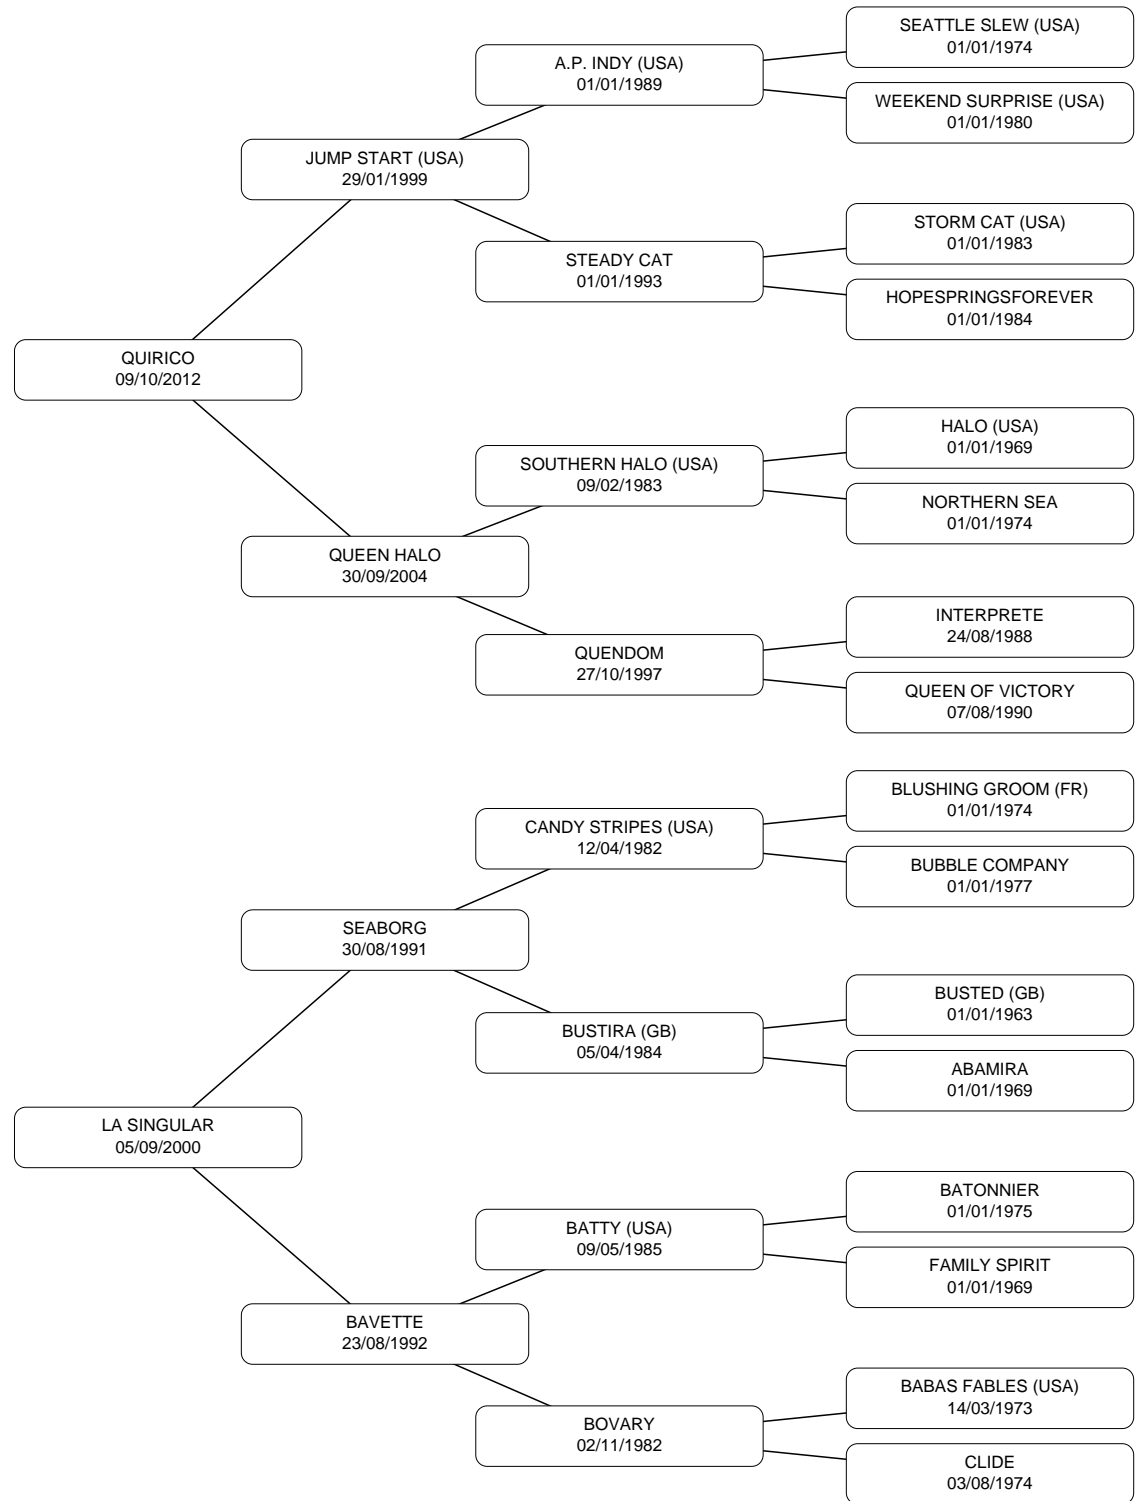 SEATTLE SLEW (USA)
01/01/1974
A.P. INDY (USA)
01/01/1989
WEEKEND SURPRISE (USA)
01/01/1980
JUMP START (USA)
29/01/1999
STORM CAT (USA)
01/01/1983
STEADY CAT
01/01/1993
HOPESPRINGSFOREVER
01/01/1984
QUIRICO
09/10/2012
HALO (USA)
01/01/1969
SOUTHERN HALO (USA)
09/02/1983
NORTHERN SEA
01/01/1974
QUEEN HALO
30/09/2004
INTERPRETE
24/08/1988
QUENDOM
27/10/1997
QUEEN OF VICTORY
07/08/1990
BLUSHING GROOM (FR)
01/01/1974
CANDY STRIPES (USA)
12/04/1982
BUBBLE COMPANY
01/01/1977
SEABORG
30/08/1991
BUSTED (GB)
01/01/1963
BUSTIRA (GB)
05/04/1984
ABAMIRA
01/01/1969
LA SINGULAR
05/09/2000
BATONNIER
01/01/1975
BATTY (USA)
09/05/1985
FAMILY SPIRIT
01/01/1969
BAVETTE
23/08/1992
BABAS FABLES (USA)
14/03/1973
BOVARY
02/11/1982
CLIDE
03/08/1974